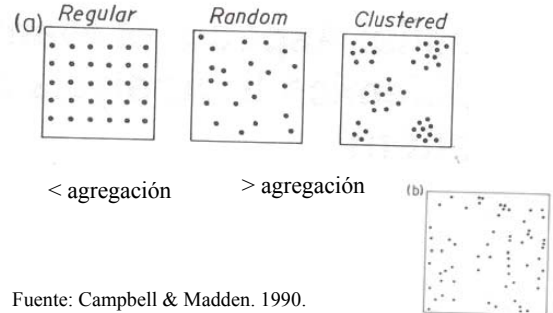 (a) Regular Random Clustered
< agregación > agregación
(b)
Fuente: Campbell & Madden. 1990.